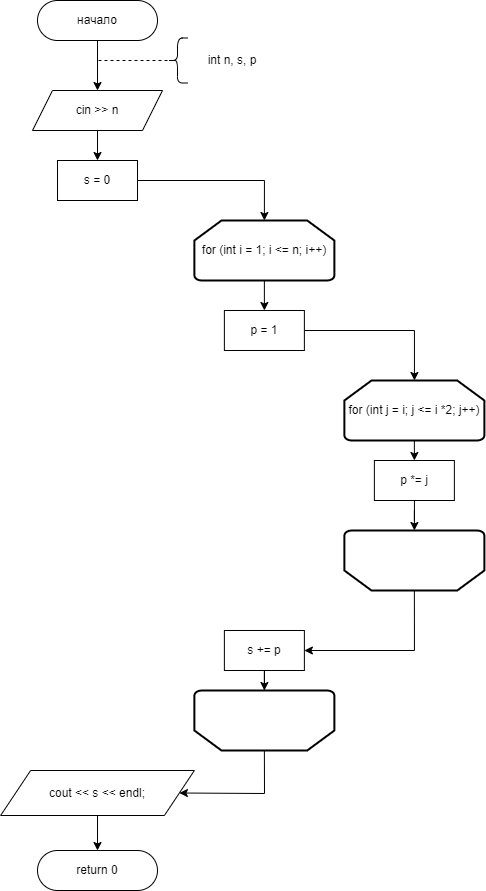 начало
int n, s, p
cin >> n
s = 0
for (int i = 1; i <= n; i++)
p = 1
for (int j = i; j <= i *2; j++)
p *= j
s += p
cout << s << endl;
return 0